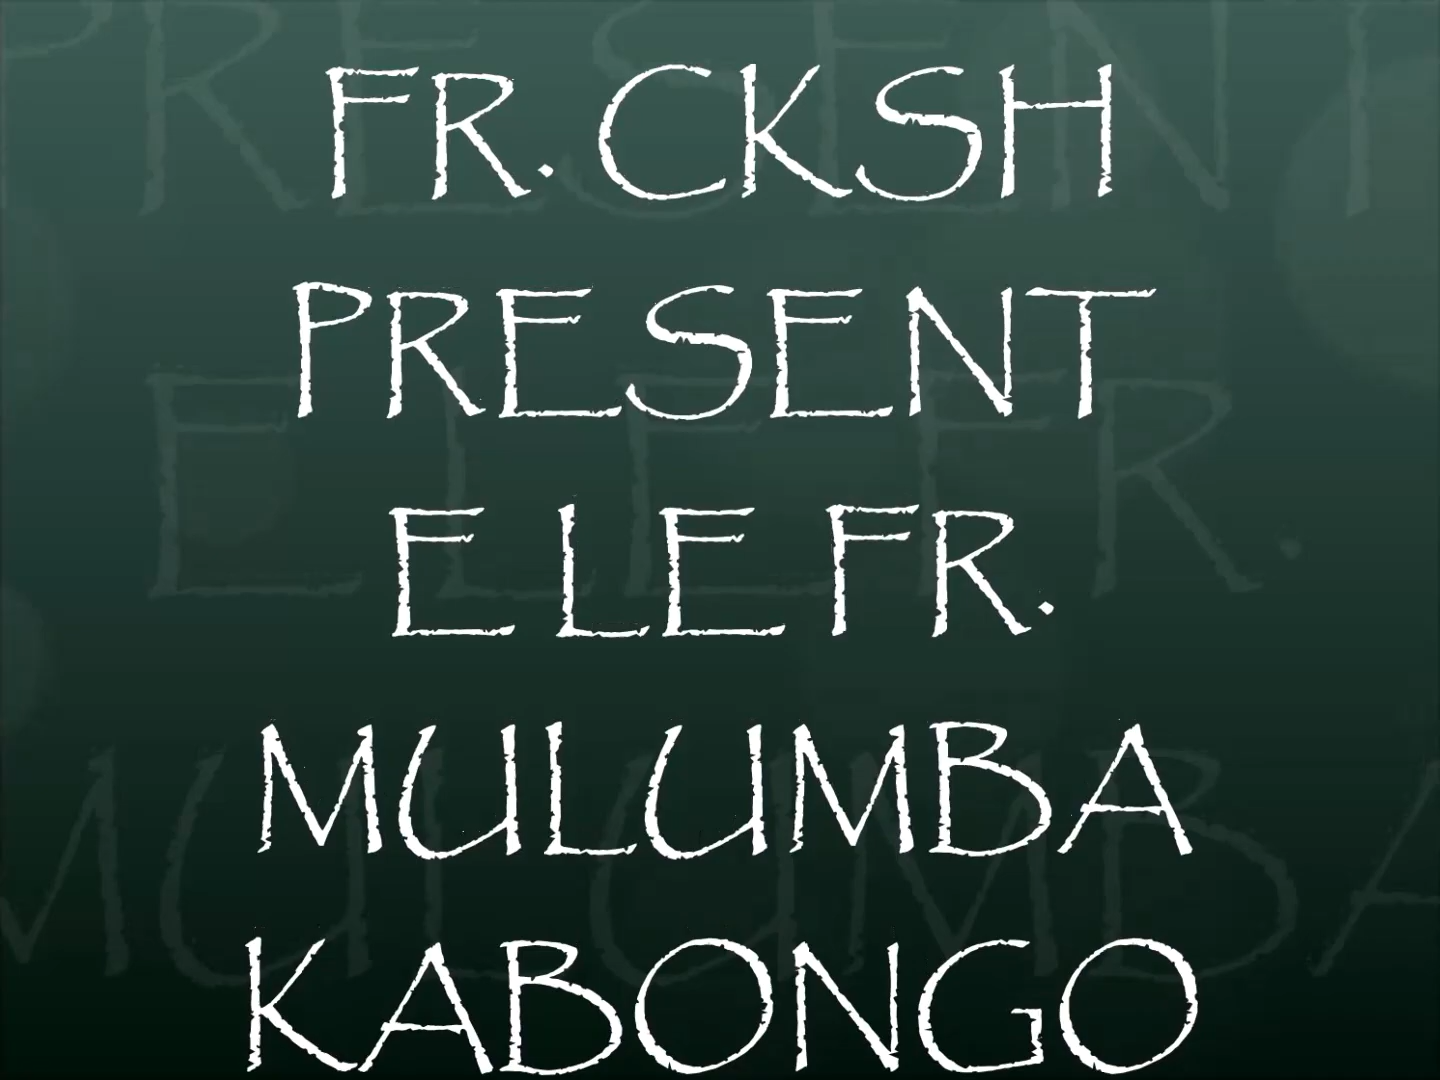 FR. CKSH
PRESENT
E LE FR.
MULUMBA
KABONGO